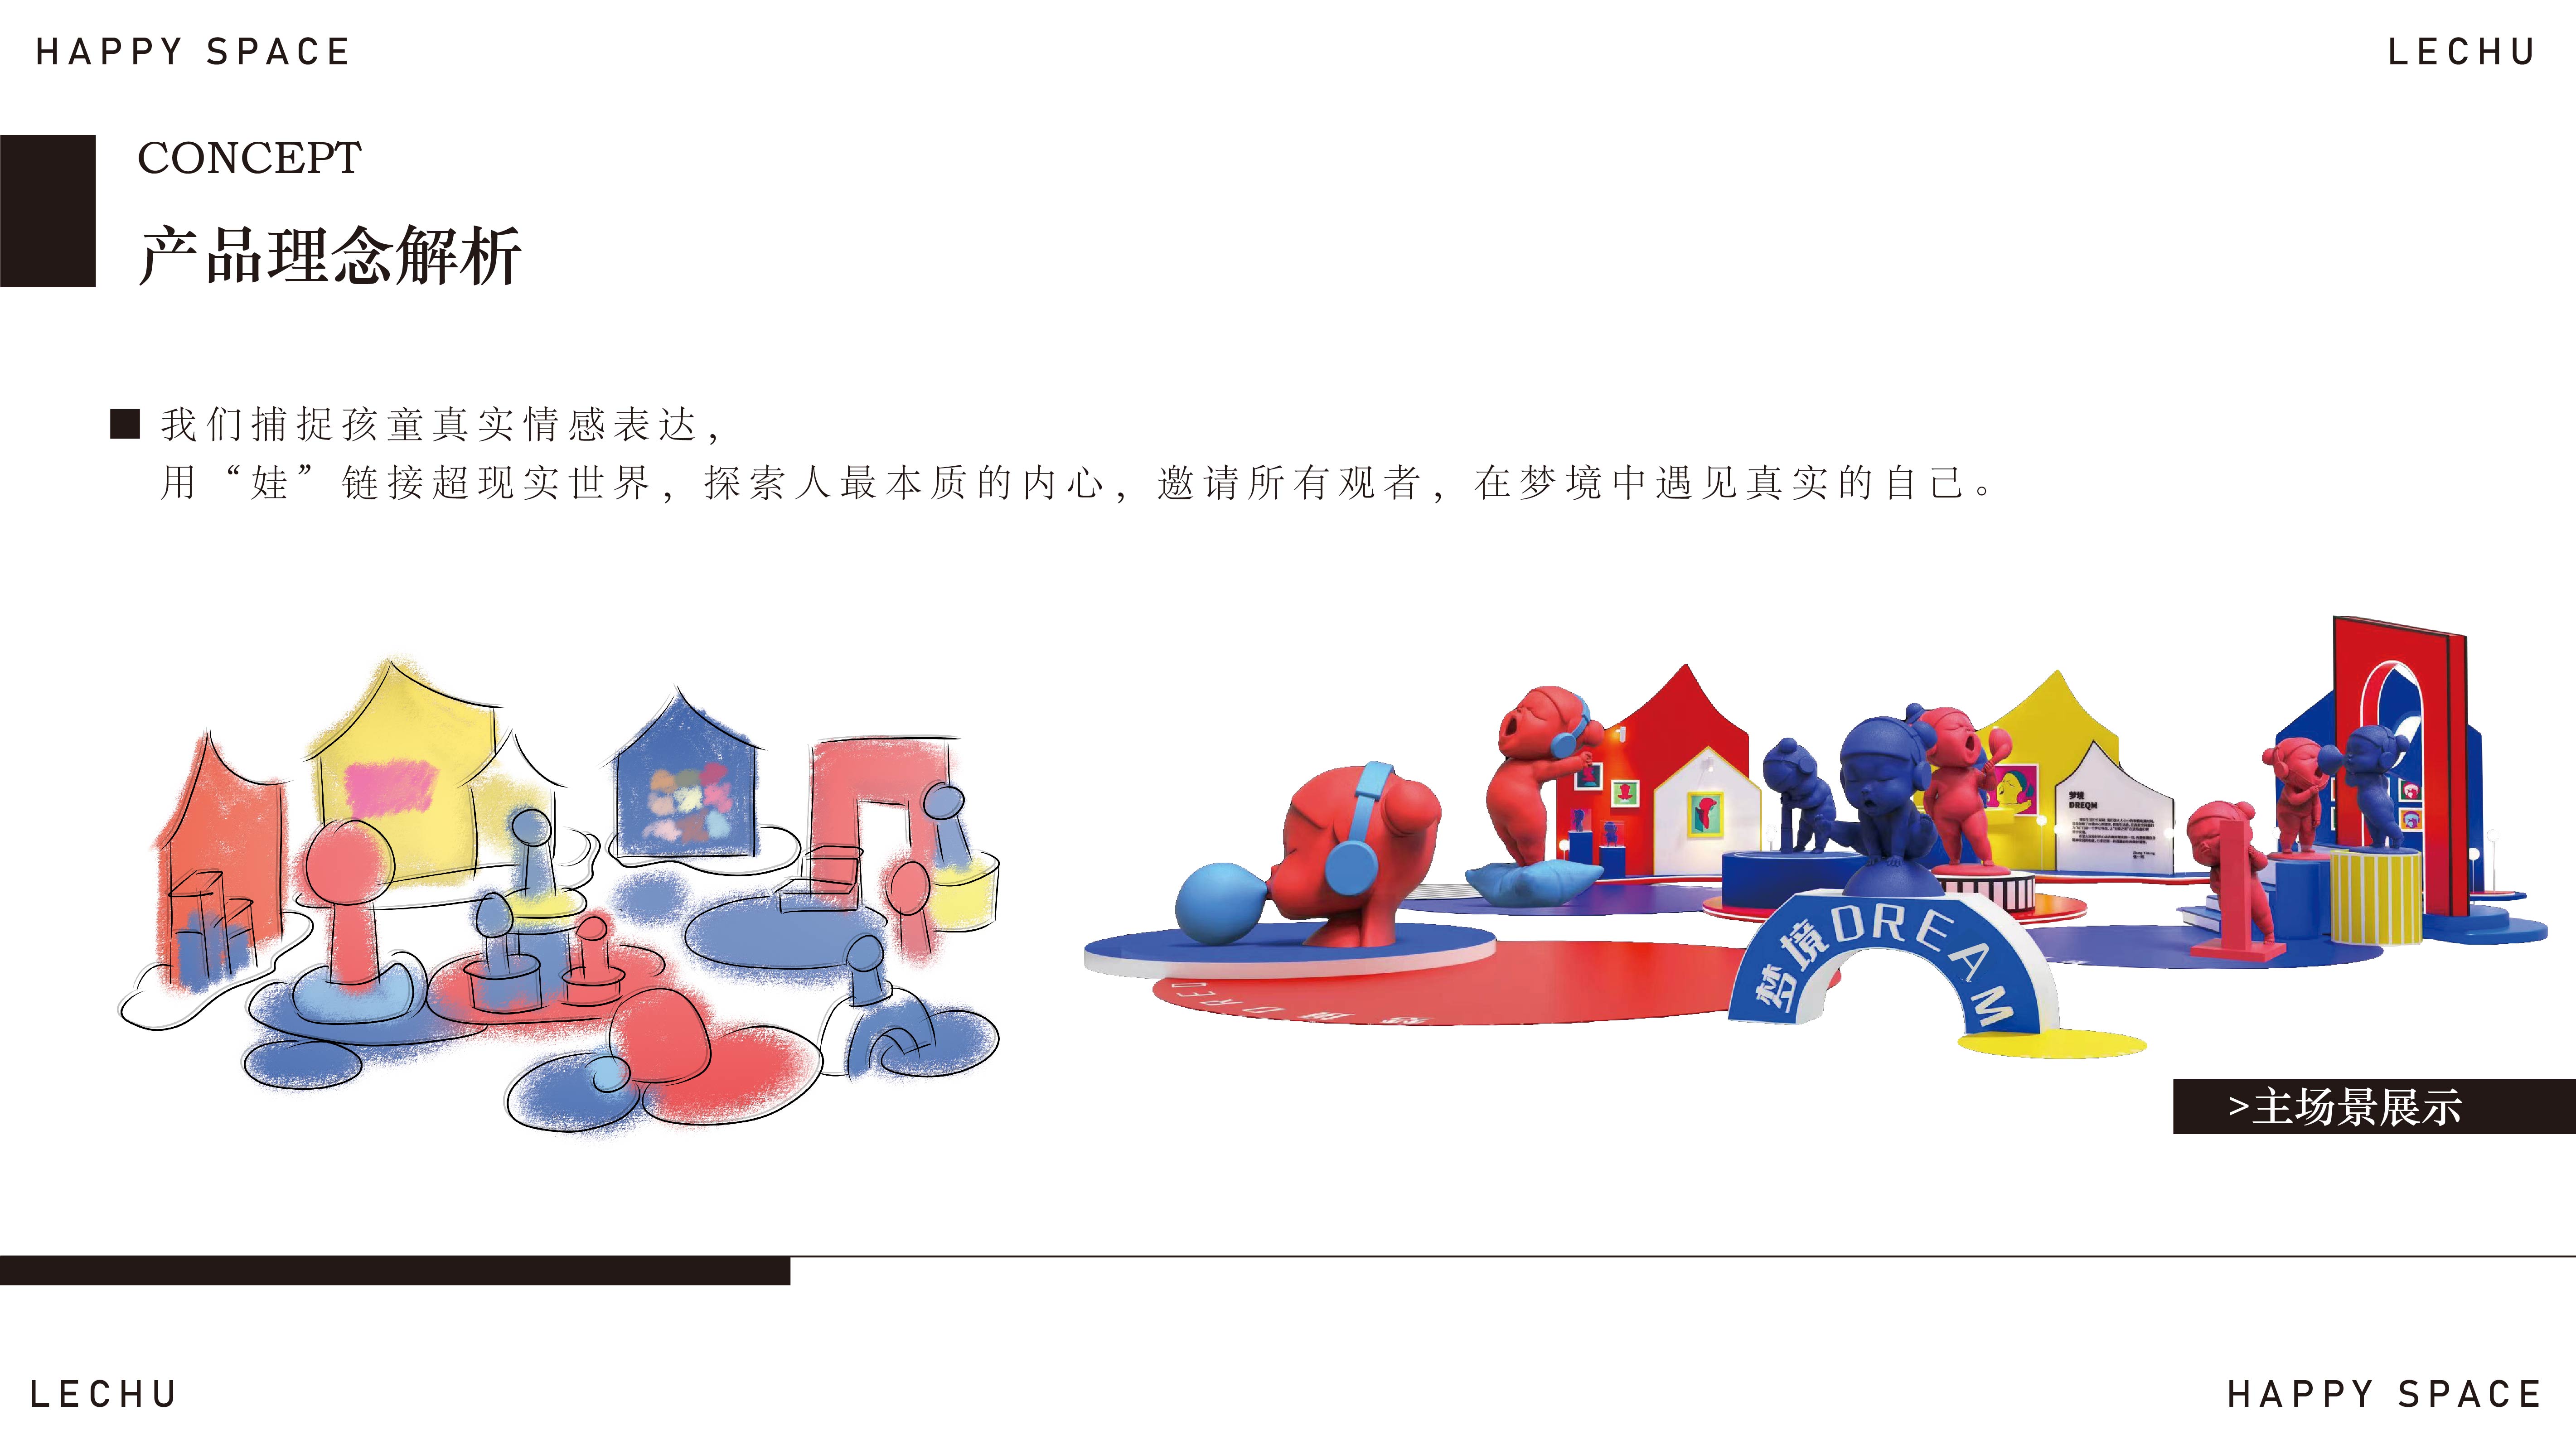 HAPPY SPACE
LECHU
CONCEPT
产品理念解析
■ 我们捕捉孩童真实情感表达，
用“娃”链接超现实世界，探索人最本质的内心，邀请所有观者，在梦境中遇见真实的自己。
梦境
DREQM
梦境DREAM
>主场景展示
LECHU
HAPPY SPACE